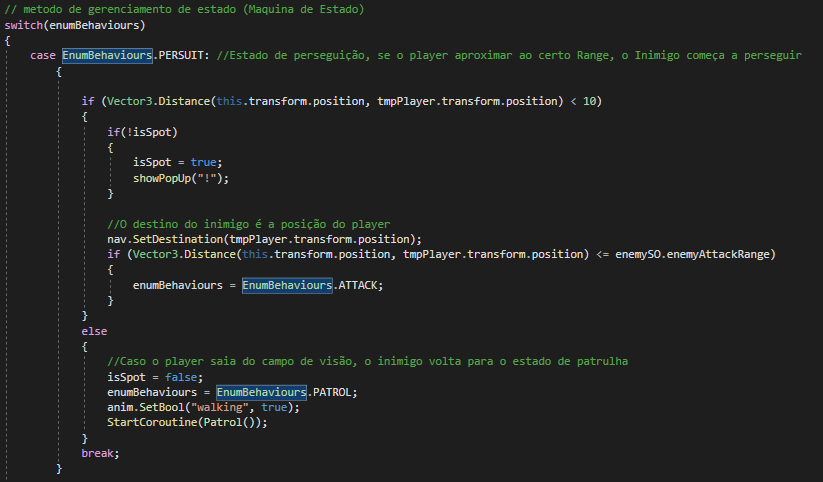 // metodo de gerenciamento de estado (Maquina de Estado)
switch(enumBehaviours)
{
case EnumBehaviours.PERSUIT: //Estado de perseguição, se o player aproximar ao certo Range, o Inimigo começa a perseguir
{
if (Vector3.Distance(this.transform.position, tmpPlayer.transform.position) < 10)
{
if(!isSpot)
{
isSpot = true;
showPopUp("!");
}
//O destino do inimigo é a posição do player
nav.SetDestination(tmpPlayer.transform.position);
if (Vector3.Distance(this.transform.position, tmpPlayer.transform.position) <= enemySO.enemyAttackRange)
{
enumBehaviours = EnumBehaviours.ATTACK;
}
}
else
{
//Caso o player saia do campo de visão, o inimigo volta para o estado de patrulha
isSpot = false;
enumBehaviours = EnumBehaviours.PATROL;
anim.SetBool("walking", true);
StartCoroutine(Patrol());
}
break;
}